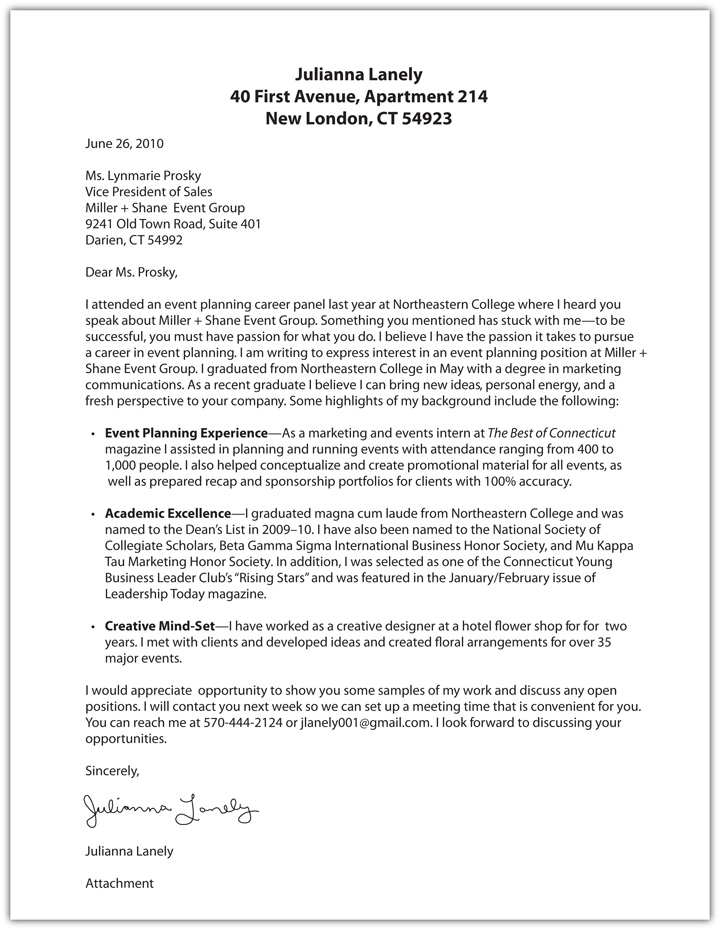 Julianna Lanely
40 First Avenue, Apartment 214
New London, CT 54923
June 26, 2010
Ms. Lynmarie Prosky
Vice President of Sales
Miller + Shane  Event Group
9241 Old Town Road, Suite 401
Darien, CT 54992
Dear Ms. Prosky,
I attended an event planning career panel last year at Northeastern College where I heard you
speak about Miller + Shane Event Group. Something you mentioned has stuck with me—to be
successful, you must have passion for what you do. I believe I have the passion it takes to pursue
a career in event planning. I am writing to express interest in an event planning position at Miller +
Shane Event Group. I graduated from Northeastern College in May with a degree in marketing
communications. As a recent graduate I believe I can bring new ideas, personal energy, and a
fresh perspective to your company. Some highlights of my background include the following:
• Event Planning Experience—As a marketing and events intern at The Best of Connecticut
magazine I assisted in planning and running events with attendance ranging from 400 to
1,000 people. I also helped conceptualize and create promotional material for all events, as
well as prepared recap and sponsorship portfolios for clients with 100% accuracy.
• Academic Excellence—I graduated magna cum laude from Northeastern College and was
named to the Dean's List in 2009–10. I have also been named to the National Society of
Collegiate Scholars, Beta Gamma Sigma International Business Honor Society, and Mu Kappa
Tau Marketing Honor Society. In addition, I was selected as one of the Connecticut Young
Business Leader Club's "Rising Stars" and was featured in the January/February issue of
Leadership Today magazine.
• Creative Mind-Set—I have worked as a creative designer at a hotel flower shop for for  two
years. I met with clients and developed ideas and created floral arrangements for over 35
major events.
I would appreciate  opportunity to show you some samples of my work and discuss any open
positions. I will contact you next week so we can set up a meeting time that is convenient for you.
You can reach me at 570-444-2124 or jlanely001@gmail.com. I look forward to discussing your
opportunities.
Sincerely,
Julianna Lanely
Julianna Lanely
Attachment